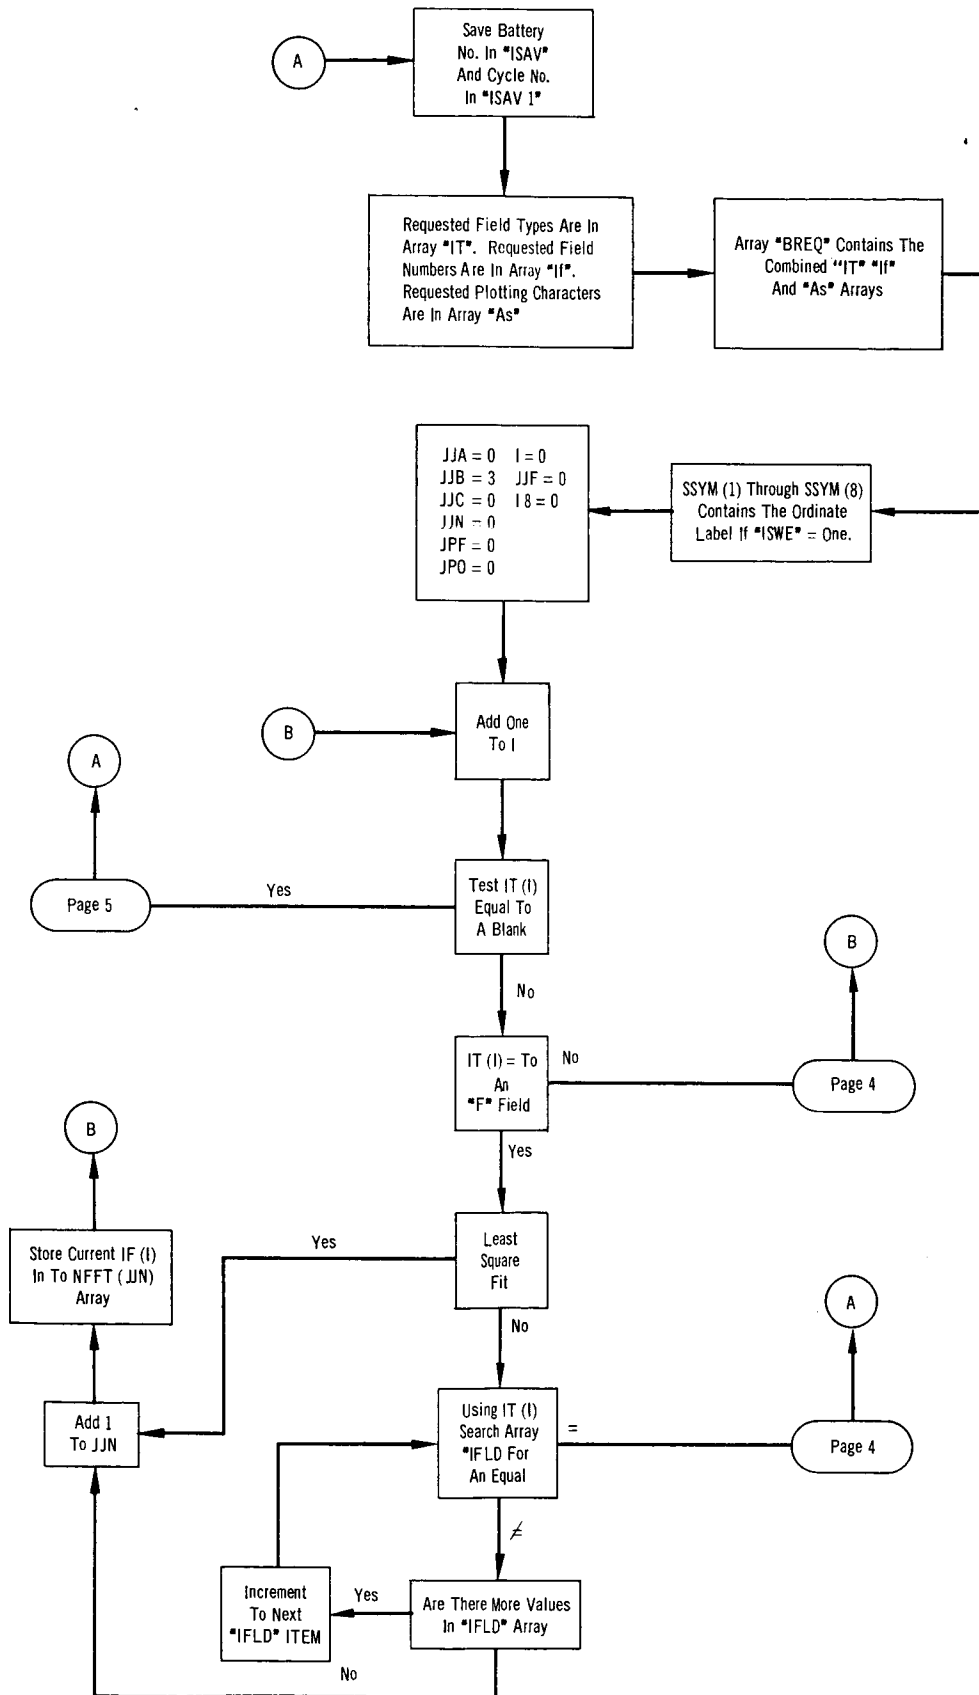 A
Save Battery
No. In "ISAV"
And Cycle No.
In "ISAV 1"
Requested Field Types Are In
Array "IT". Requested Field
Numbers Are In Array "If".
Requested Plotting Characters
Are In Array "As"
Array "BREQ" Contains The
Combined "IT" "If"
And "As" Arrays
JJA = 0 I = 0
JJB = 3 JJF = 0
JJC = 0 I 8 = 0
JJN = 0
JPF = 0
JPO = 0
SSYM (1) Through SSYM (8)
Contains The Ordinate
Label If "ISWE" = One.
B
Add One
To I
A
Page 5
Yes
Test IT (I)
Equal To
A Blank
No
B
IT (I) = To
An
"F" Field
No
Page 4
Yes
B
Least
Square
Fit
Yes
Store Current IF (I)
In To NFFT (JJN)
Array
No
A
Add 1
To JJN
Using IT (I)
Search Array
"IFLD For
An Equal
=
Page 4
≠
Increment
To Next
"IFLD" ITEM
Yes
Are There More Values
In "IFLD" Array
No